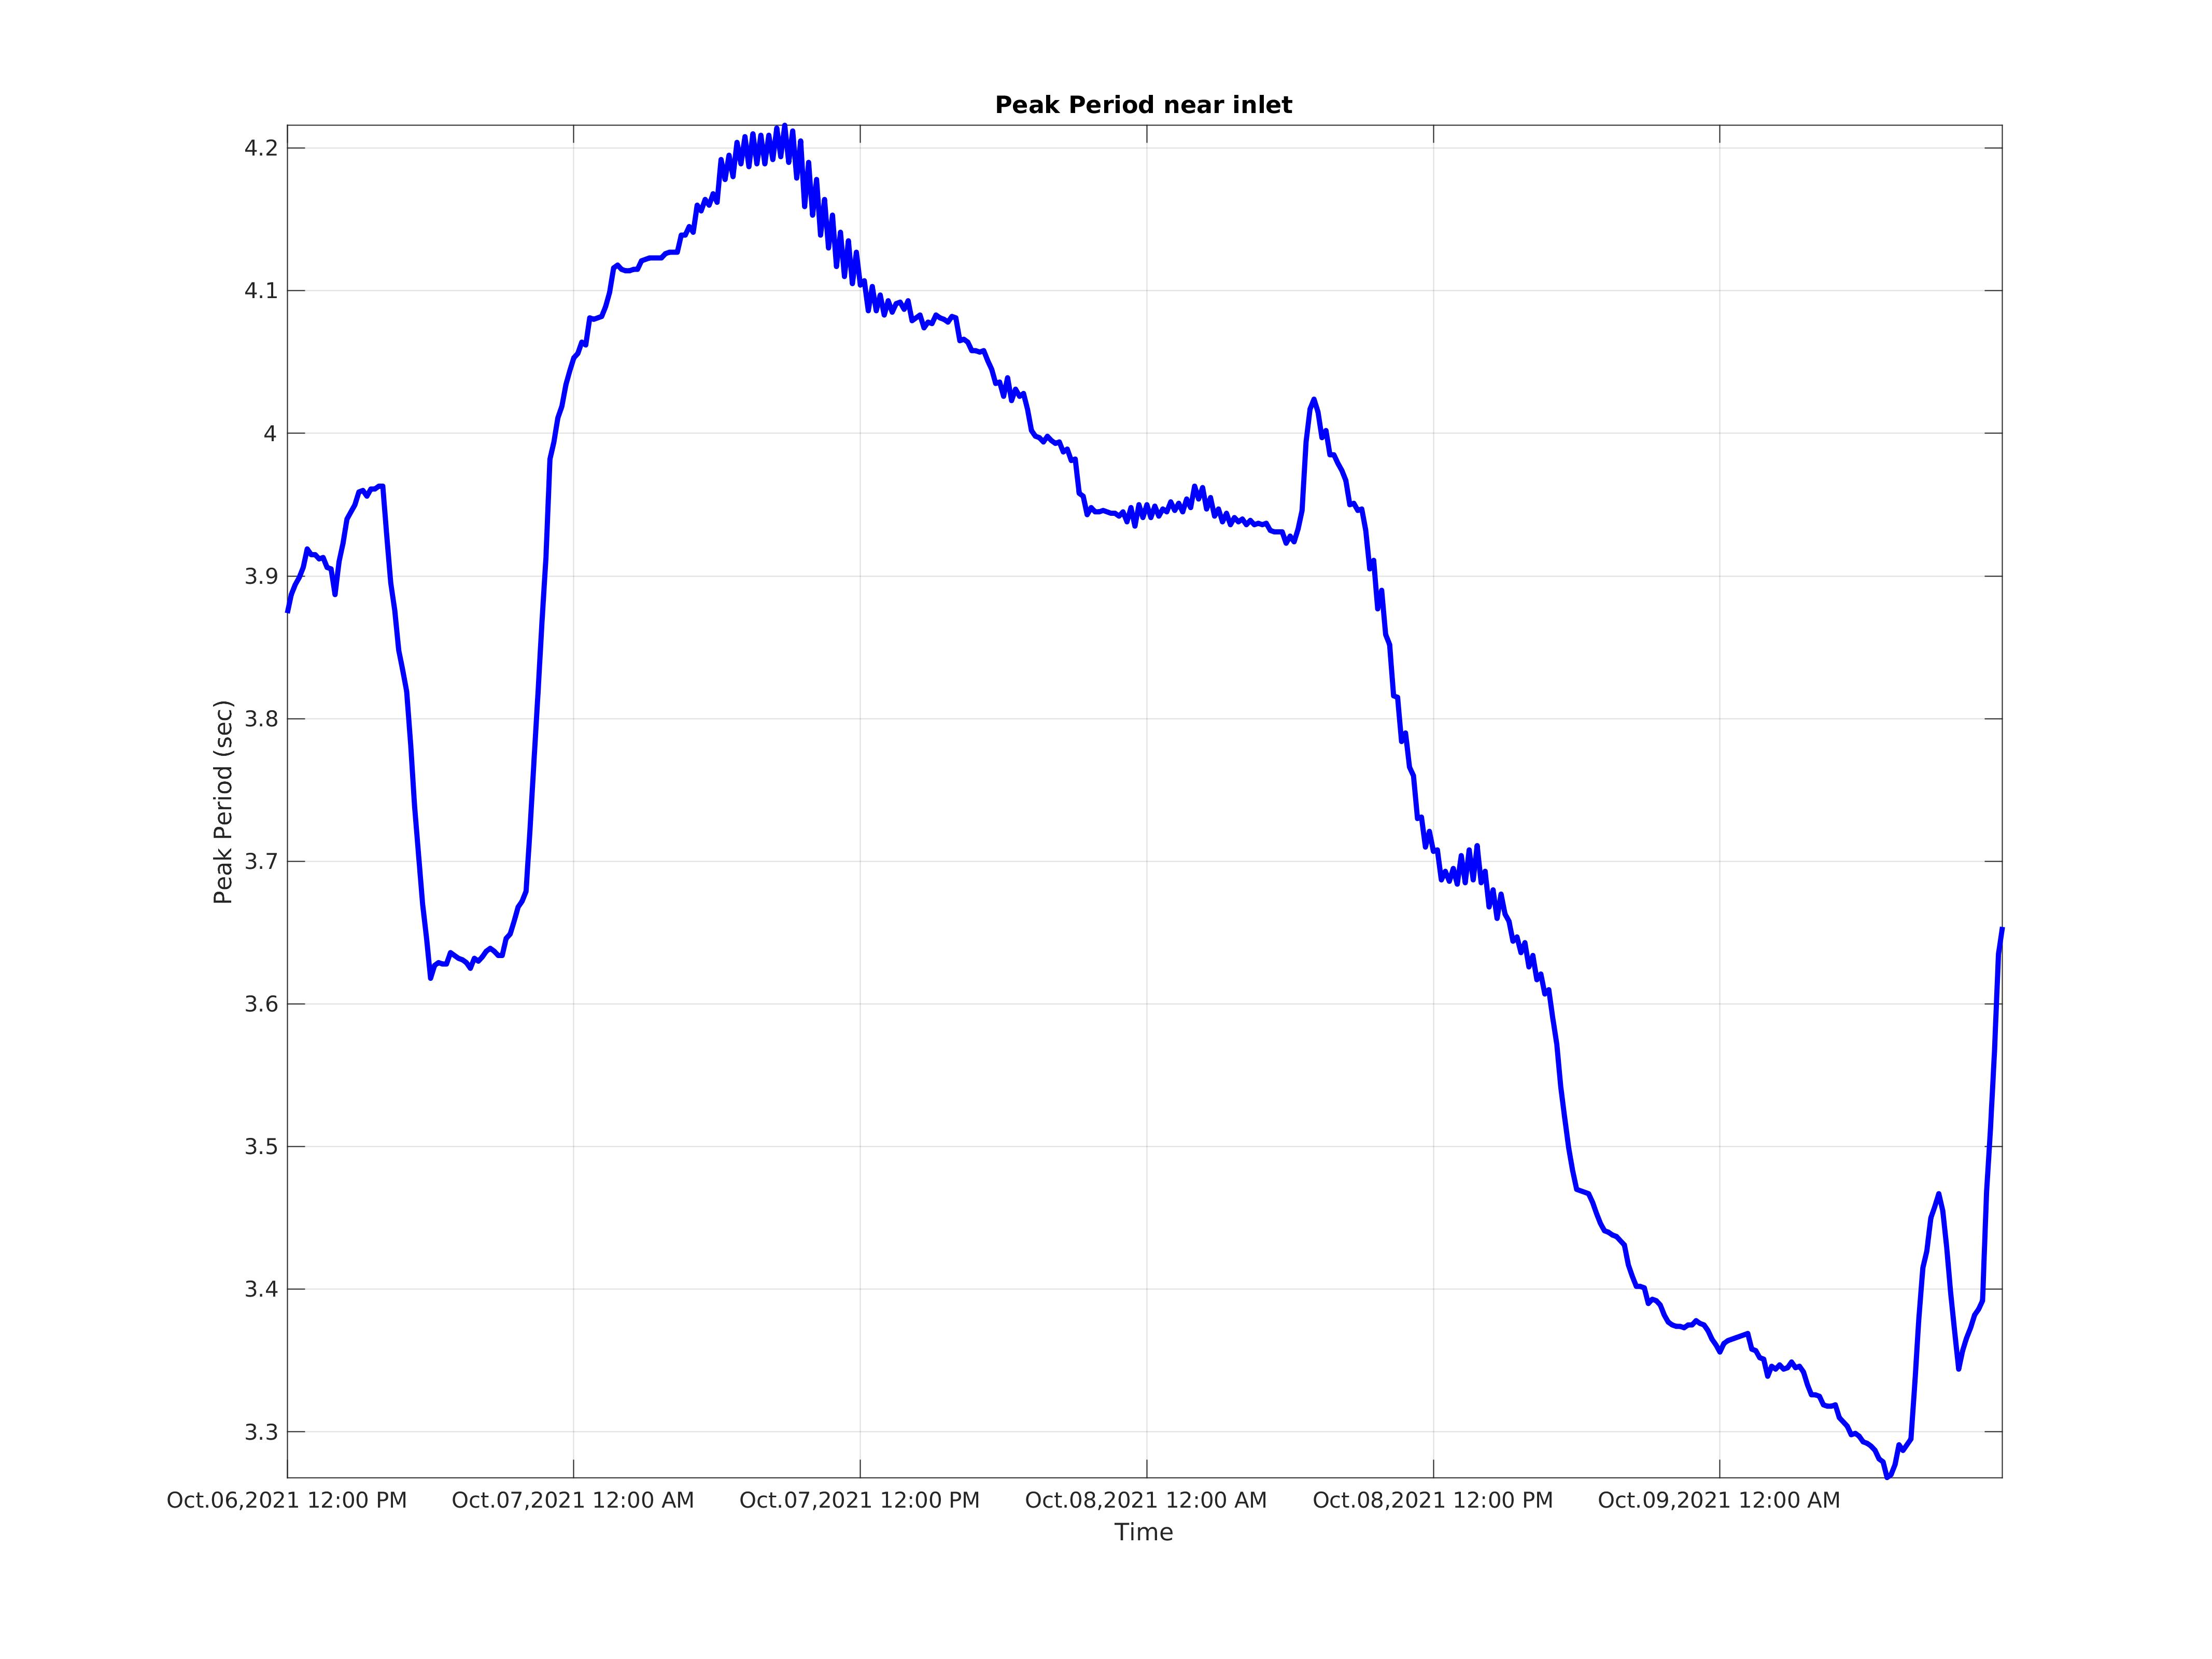 Peak Period near inlet
4.2
4.1
4
3.9
3.8
3.7
3.6
3.5
3.4
3.3
Peak Period (sec)
Oct.06,2021 12:00 PM Oct.07,2021 12:00 AM Oct.07,2021 12:00 PM Oct.08,2021 12:00 AM Oct.08,2021 12:00 PM Oct.09,2021 12:00 AM
Time